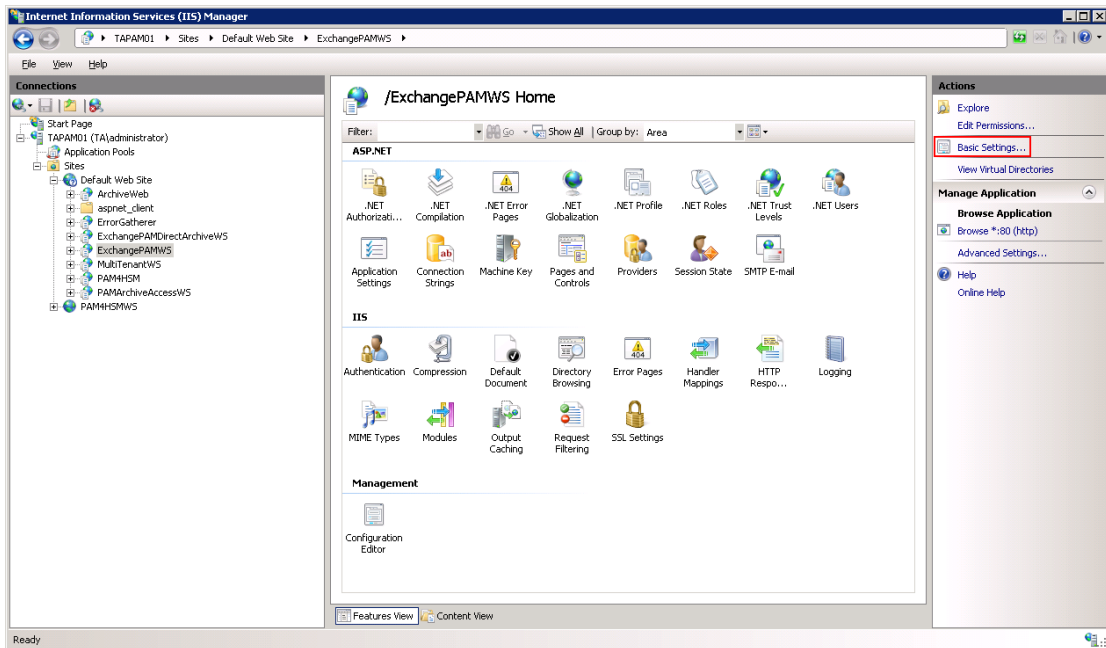 Internet Information Services (IIS) Manager
TAPAM01 Sites Default Web Site ExchangePAMWS
File View Help
Connections
Start Page
TAPAM01 (TA\administrator)
Application Pools
Sites
Default Web Site
ArchiveWeb
aspnet_client
ErrorGatherer
ExchangePAMDirectArchiveWS
ExchangePAMWS
MultiTenantWS
PAM4HSM
PAMArchiveAccessWS
PAM4HSMWS
/ExchangePAMWS Home
Filter: Go Show All Group by: Area
ASP.NET
.NET Authorizati...
.NET Compilation
.NET Error Pages
.NET Globalization
.NET Profile
.NET Roles
.NET Trust Levels
.NET Users
Application Settings
Connection Strings
Machine Key
Pages and Controls
Providers
Session State
SMTP E-mail
IIS
Authentication
Compression
Default Document
Directory Browsing
Error Pages
Handler Mappings
HTTP Respo...
Logging
MIME Types
Modules
Output Caching
Request Filtering
SSL Settings
Management
Configuration Editor
Features View Content View
Actions
Explore
Edit Permissions...
Basic Settings...
View Virtual Directories
Manage Application
Browse Application
Browse *:80 (http)
Advanced Settings...
Help
Online Help
Ready